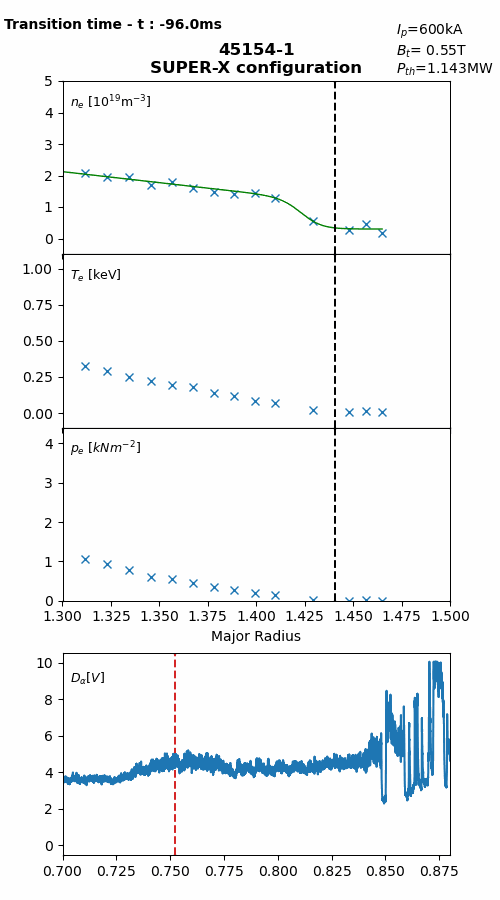 Transition time - t : -96.0ms
I_p=600kA
B_t= 0.55T
P_th=1.143MW
45154-1
SUPER-X configuration
n_e [10^19 m^-3]
5
4
3
2
1
0
T_e [keV]
1.00
0.75
0.50
0.25
0.00
p_e [kNm^-2]
4
3
2
1
0
1.300 1.325 1.350 1.375 1.400 1.425 1.450 1.475 1.500
Major Radius
D_α[V]
10
8
6
4
2
0
0.700 0.725 0.750 0.775 0.800 0.825 0.850 0.875